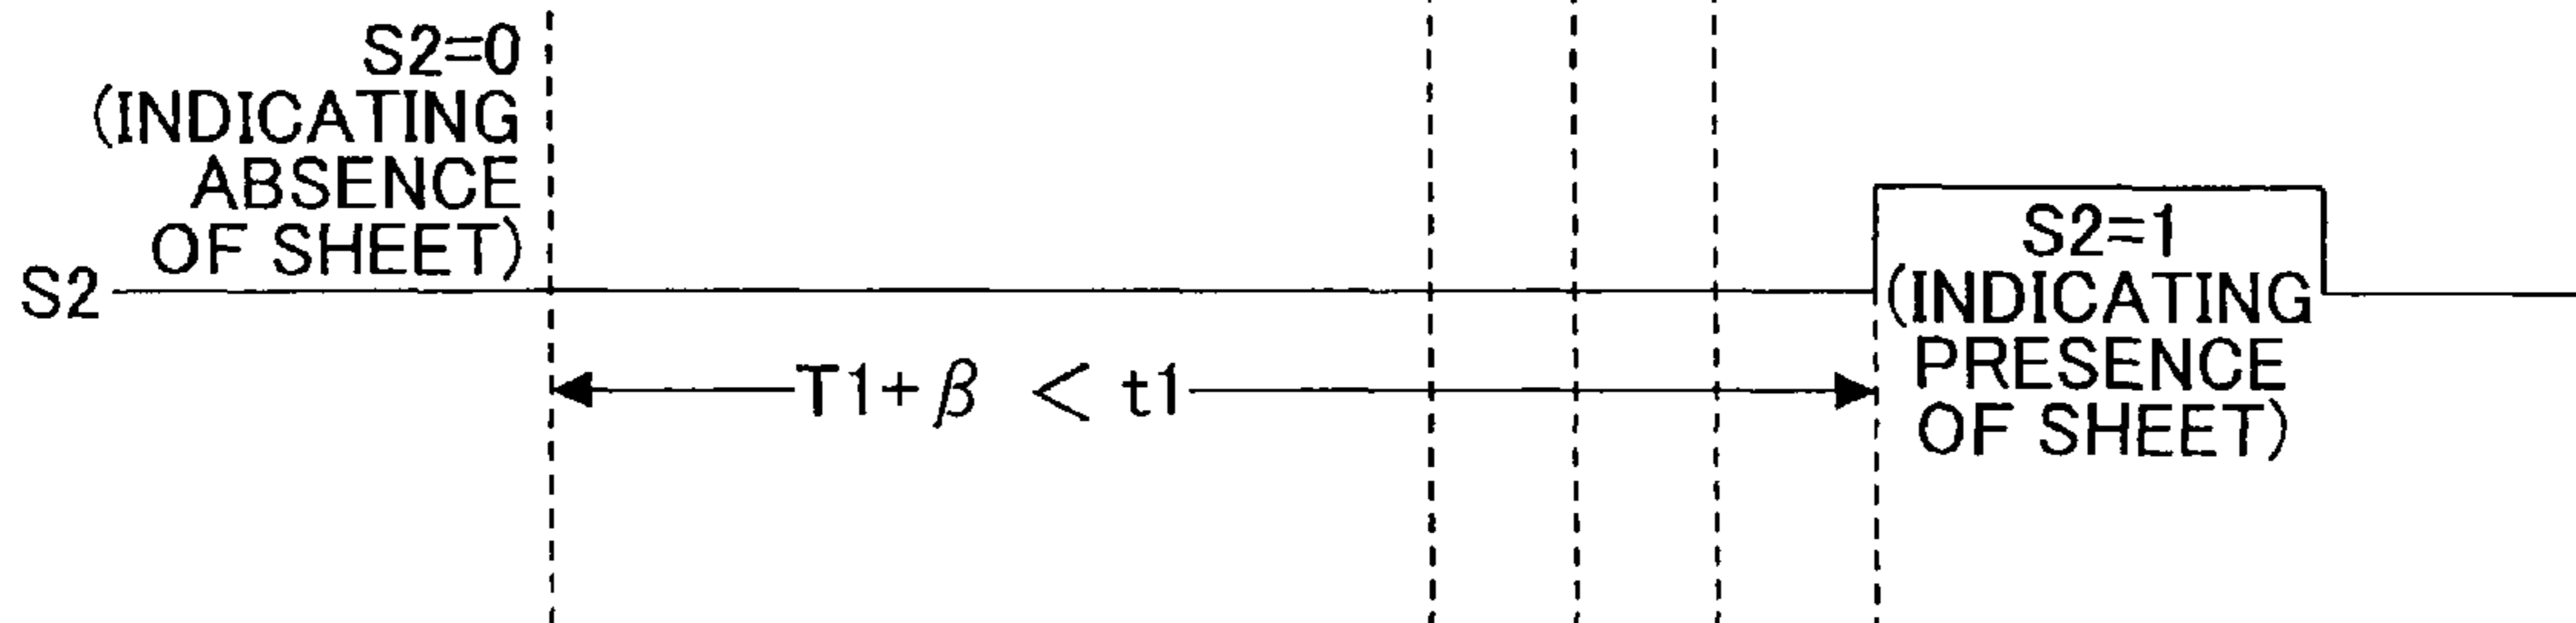 S2=0
(INDICATING
ABSENCE
OF SHEET)
S2
S2=1
(INDICATING
PRESENCE
OF SHEET)
T1+β < t1